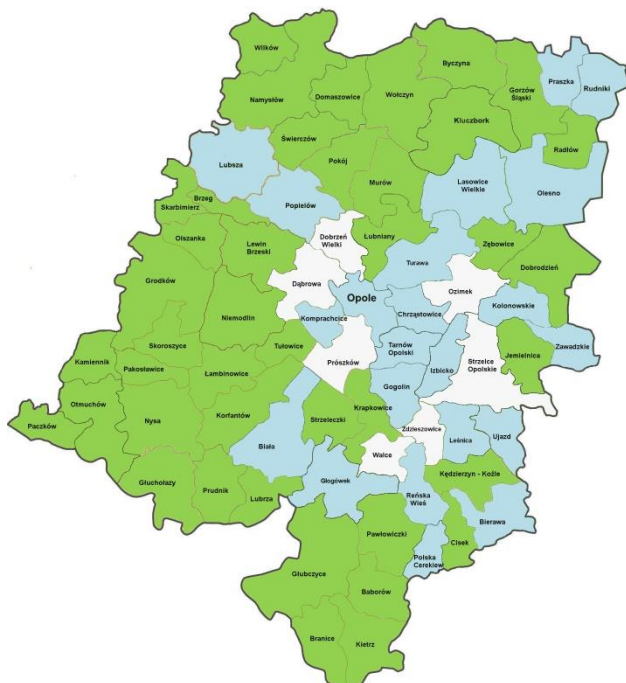 Wilków
Byczyna
Praszka
Rudniki
Namysłów
Domaszowice
Wołczyn
Gorzów
Śląski
Kluczbork
Świerczów
Radłów
Lubsza
Pokój
Murów
Lasowice
Wielkie
Olesno
Brzeg
Skarbimierz
Popielów
Olszanka
Lewin
Brzeski
Dobrzeń
Wielki
Łubniany
Turawa
Zębowice
Dobrodzień
Grodków
Dąbrowa
Opole
Ozimek
Niemodlin
Komprachcice
Chrząstowice
Kolonowskie
Skoroszyce
Tułowice
Tarnów
Opolski
Izbicko
Strzelce
Opolskie
Jemielnica
Zawadzkie
Kamiennik
Pakosławice
Łambinowice
Prószków
Gogolin
Otmuchów
Paczków
Nysa
Korfantów
Strzeleczki
Krapkowice
Zdzieszowice
Leśnica
Ujazd
Biała
Walce
Kędzierzyn - Koźle
Głuchołazy
Prudnik
Lubrza
Głogówek
Reńska
Wieś
Bierawa
Pawłowiczki
Cisek
Polska
Cerekiew
Głubczyce
Baborów
Branice
Kietrz